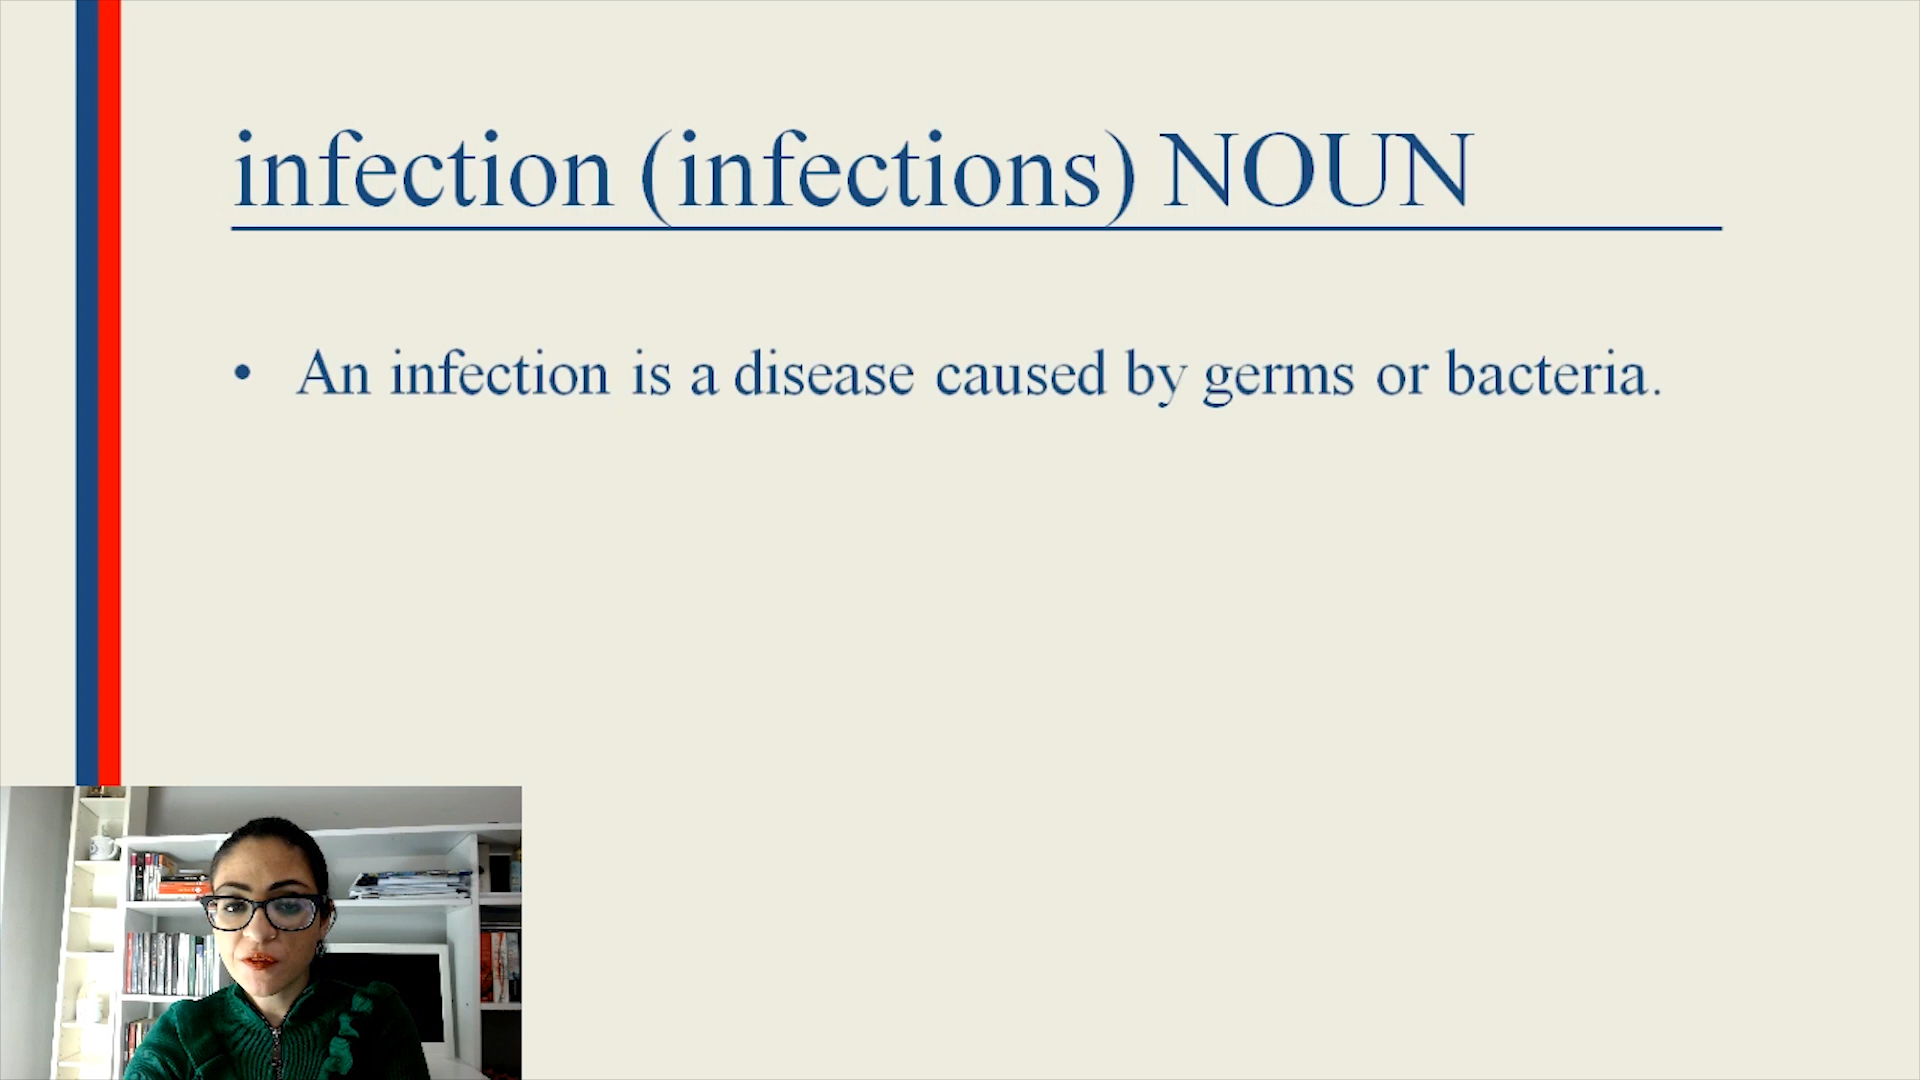 infection (infections) NOUN
• An infection is a disease caused by germs or bacteria.